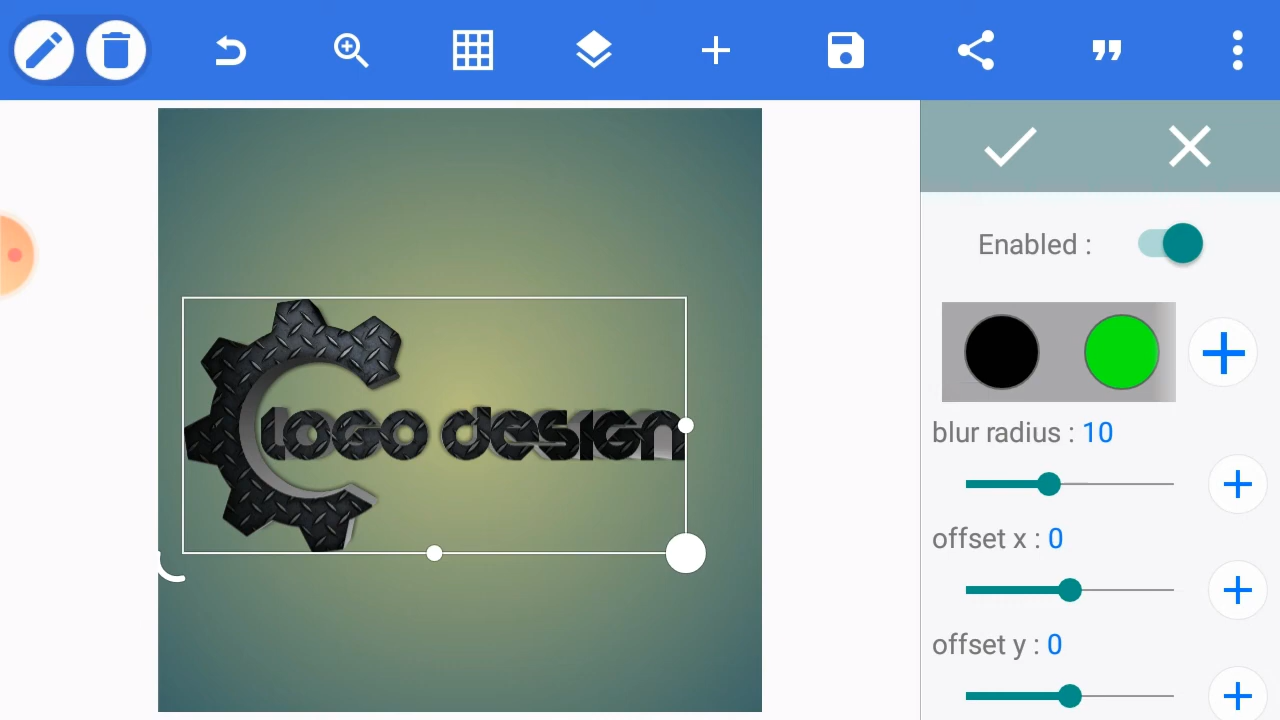 LOGO DESIGN
Enabled :
blur radius : 10
offset x : 0
offset y : 0